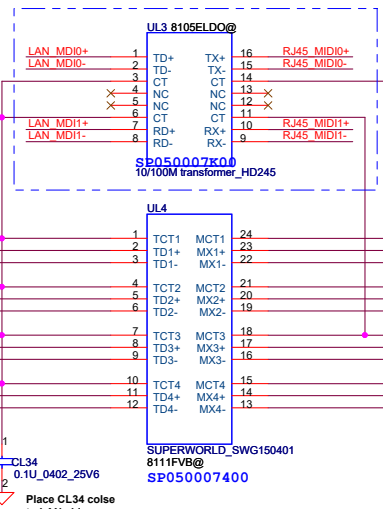 UL3 8105ELDO@
LAN_MDI0+ 1 TD+ TX+ 16 RJ45_MIDI0+
LAN_MDI0- 2 TD- TX- 15 RJ45_MIDI0-
3 CT CT 14
4 NC NC 13
5 NC NC 12
6 CT CT 11
LAN_MDI1+ 7 RD+ RX+ 10 RJ45_MIDI1+
LAN_MDI1- 8 RD- RX- 9 RJ45_MIDI1-
SP050007K00
10/100M transformer_HD245
UL4
1 TCT1 MCT1 24
2 TD1+ MX1+ 23
3 TD1- MX1- 22
4 TCT2 MCT2 21
5 TD2+ MX2+ 20
6 TD2- MX2- 19
7 TCT3 MCT3 18
8 TD3+ MX3+ 17
9 TD3- MX3- 16
10 TCT4 MCT4 15
11 TD4+ MX4+ 14
12 TD4- MX4- 13
SUPERWORLD_SWG150401
8111FVB@
SP050007400
1
CL34
0.1U_0402_25V6
2
Place CL34 colse